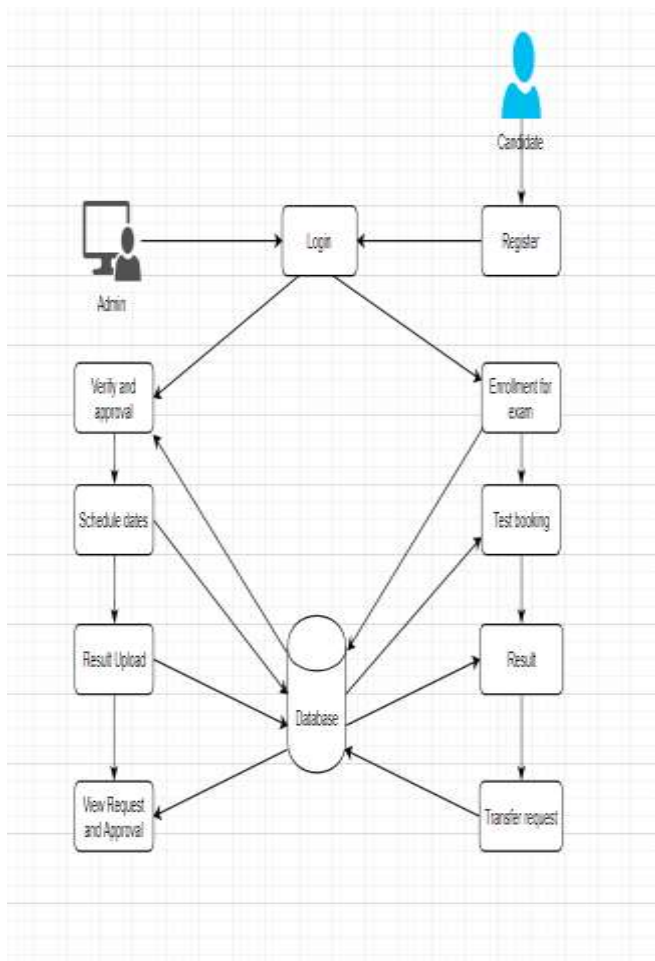 Candidate
Login
Register
Admin
Verify and
approval
Enrollment for
exam
Schedule dates
Test booking
Result Upload
Result
Database
View Request
and Approval
Transfer request